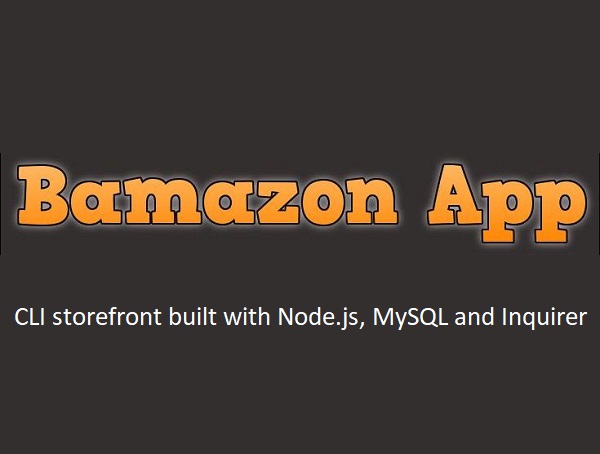 Bamazon App
CLI storefront built with Node.js, MySQL and Inquirer